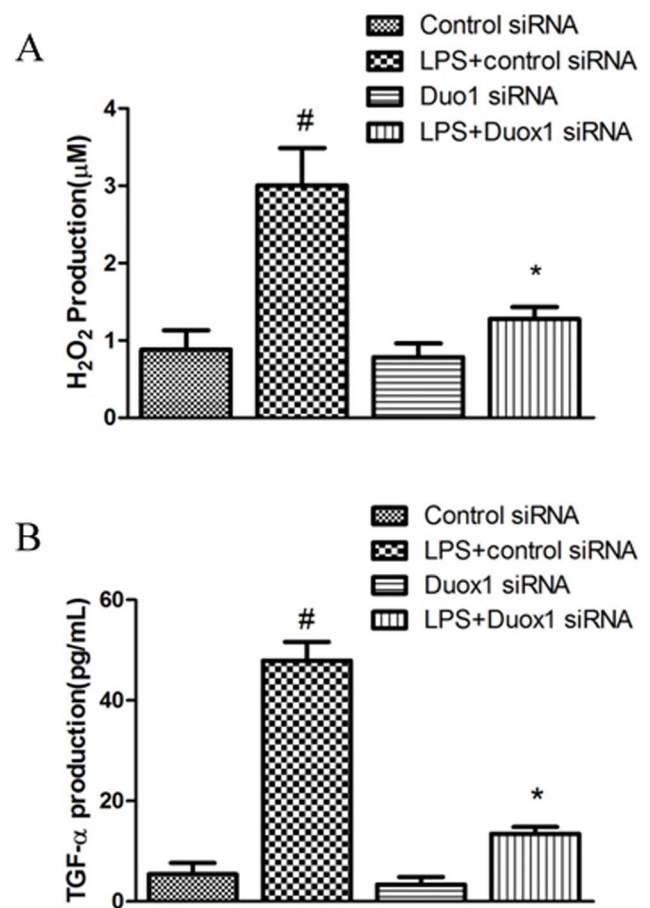 A
Control siRNA
LPS+control siRNA
Duo1 siRNA
LPS+Duox1 siRNA
H₂O₂ Production(μM)
4
3
2
1
0
#
*
B
Control siRNA
LPS+control siRNA
Duox1 siRNA
LPS+Duox1 siRNA
TGF-α production(pg/mL)
60
40
20
0
#
*